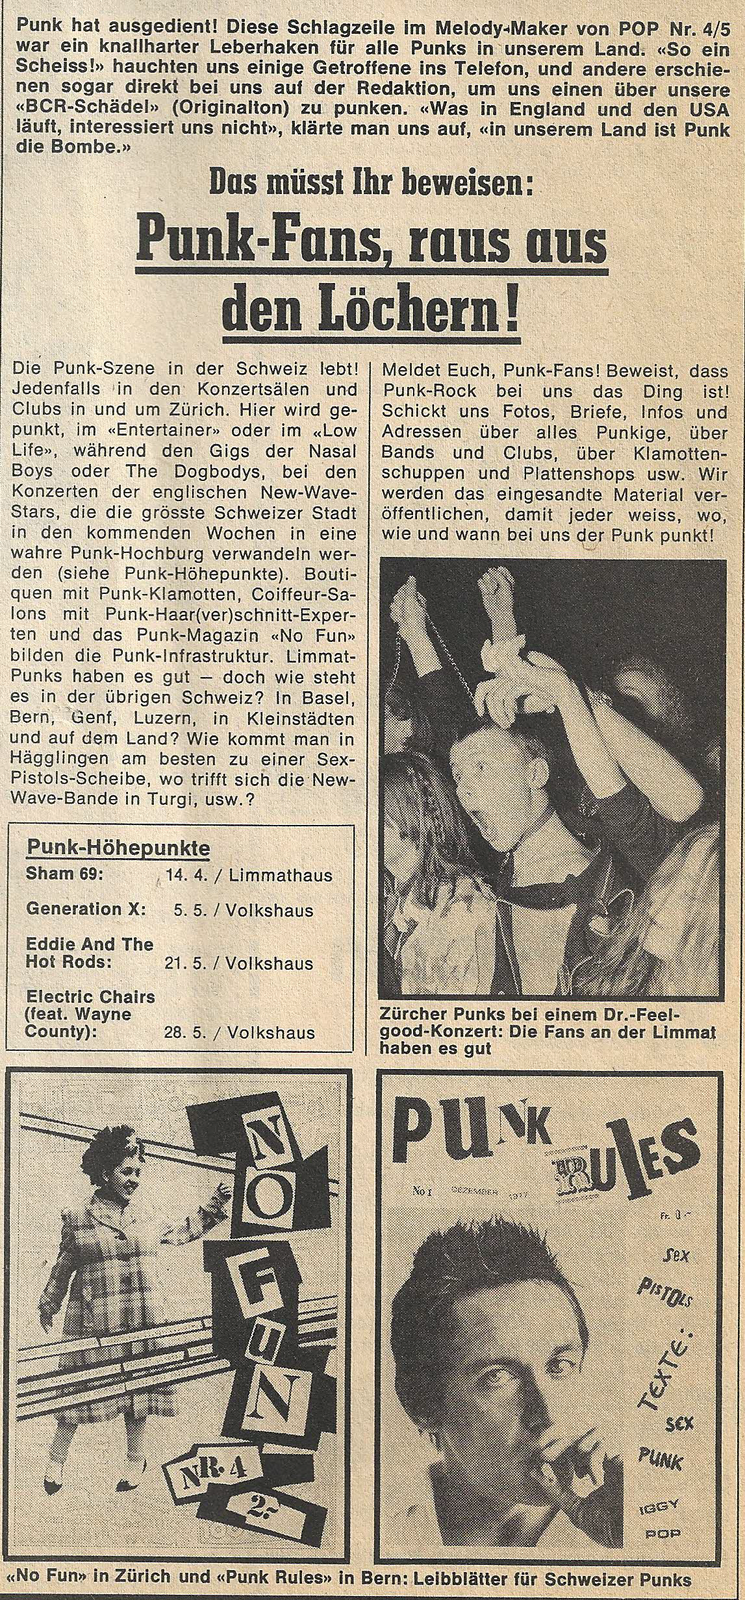 Punk hat ausgedient! Diese Schlagzeile im Melody-Maker von POP Nr. 4/5
war ein knallharter Leberhaken für alle Punks in unserem Land. «So ein
Scheiss!» hauchten uns einige Getroffene ins Telefon, und andere erschie-
nen sogar direkt bei uns auf der Redaktion, um uns einen über unsere
«BCR-Schädel» (Originalton) zu punken. «Was in England und den USA
läuft, interessiert uns nicht», klärte man uns auf, «in unserem Land ist Punk
die Bombe.»
Das müsst Ihr beweisen:
Punk-Fans, raus aus
den Löchern!
Die Punk-Szene in der Schweiz lebt!
Jedenfalls in den Konzertsälen und
Clubs in und um Zürich. Hier wird ge-
punkt, im «Entertainer» oder im «Low
Life», während den Gigs der Nasal
Boys oder The Dogbodys, bei den
Konzerten der englischen New-Wave-
Stars, die die grösste Schweizer Stadt
in den kommenden Wochen in eine
wahre Punk-Hochburg verwandeln wer-
den (siehe Punk-Höhepunkte). Bouti-
quen mit Punk-Klamotten, Coiffeur-Sa-
lons mit Punk-Haar(ver)schnitt-Exper-
ten und das Punk-Magazin «No Fun»
bilden die Punk-Infrastruktur. Limmat-
Punks haben es gut — doch wie steht
es in der übrigen Schweiz? In Basel,
Bern, Genf, Luzern, in Kleinstädten
und auf dem Land? Wie kommt man in
Hägglingen am besten zu einer Sex-
Pistols-Scheibe, wo trifft sich die New-
Wave-Bande in Turgi, usw.?
Meldet Euch, Punk-Fans! Beweist, dass
Punk-Rock bei uns das Ding ist!
Schickt uns Fotos, Briefe, Infos und
Adressen über alles Punkige, über
Bands und Clubs, über Klamotten-
schuppen und Plattenshops usw. Wir
werden das eingesandte Material ver-
öffentlichen, damit jeder weiss, wo,
wie und wann bei uns der Punk punkt!
Punk-Höhepunkte
Sham 69: 14. 4. / Limmathaus
Generation X: 5. 5. / Volkshaus
Eddie And The
Hot Rods: 21. 5. / Volkshaus
Electric Chairs
(feat. Wayne
County): 28. 5. / Volkshaus
Zürcher Punks bei einem Dr.-Feel-
good-Konzert: Die Fans an der Limmat
haben es gut
NO
FUN
NR. 4
2.-
PUNK
RULES
No 1 DEZEMBER 1977
Fr.
SEX
PISTOLS
TEXTE:
SEX
PUNK
IGGY
POP
«No Fun» in Zürich und «Punk Rules» in Bern: Leibblätter für Schweizer Punks